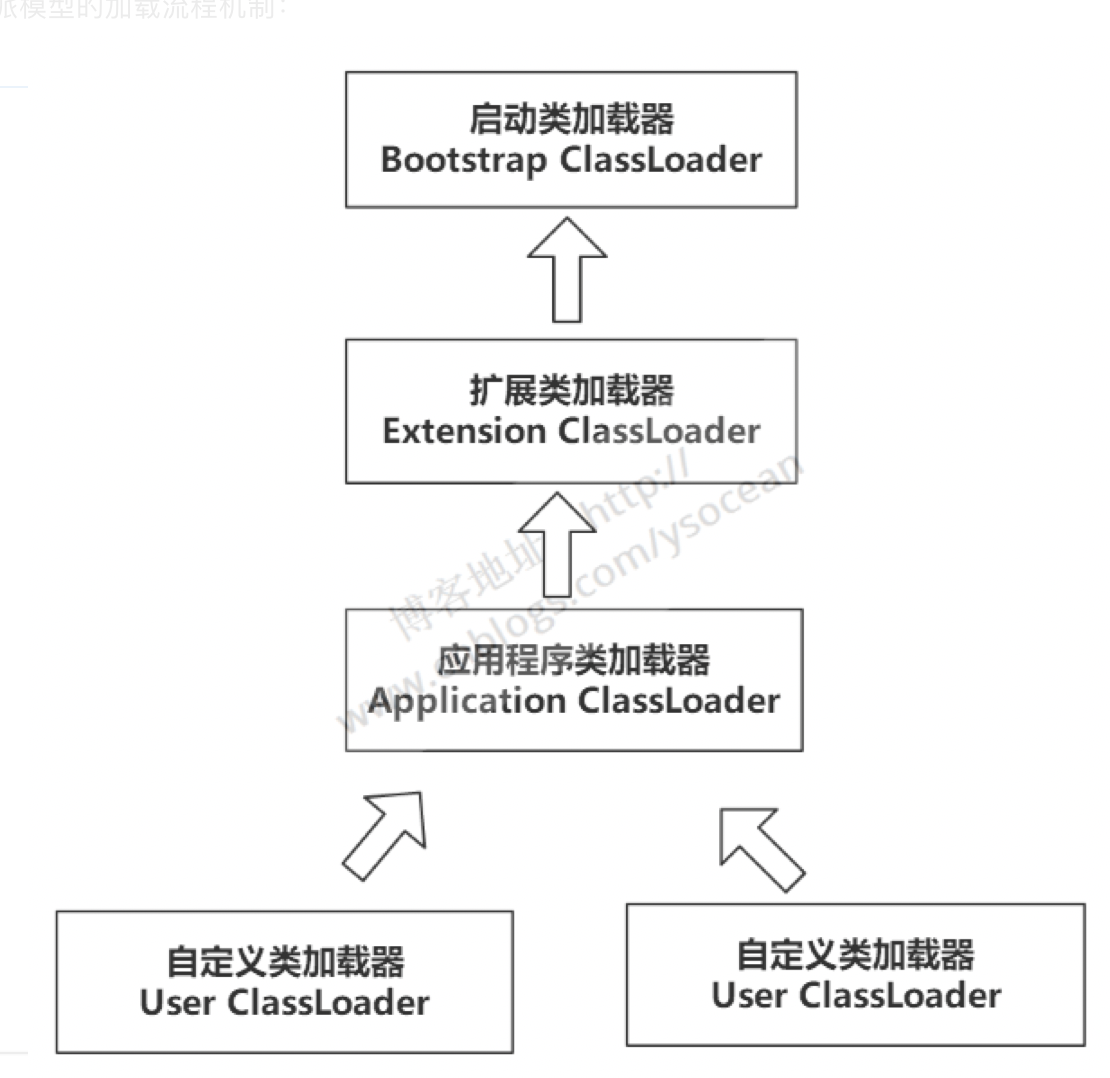 派模型的加载流程机制:
启动类加载器
Bootstrap ClassLoader
扩展类加载器
Extension ClassLoader
博客地址 http://
www.cnblogs.com/ysocean
应用程序类加载器
Application ClassLoader
自定义类加载器
User ClassLoader
自定义类加载器
User ClassLoader